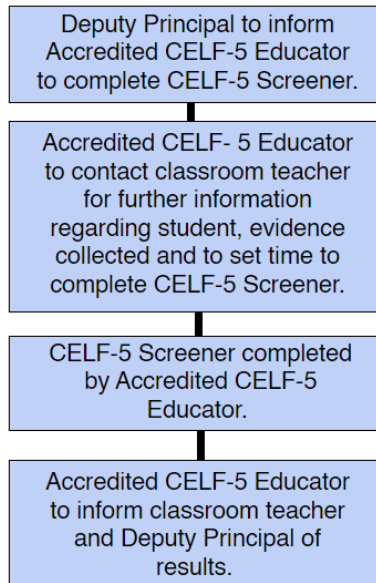 Deputy Principal to inform
Accredited CELF-5 Educator
to complete CELF-5 Screener.
Accredited CELF- 5 Educator
to contact classroom teacher
for further information
regarding student, evidence
collected and to set time to
complete CELF-5 Screener.
CELF-5 Screener completed
by Accredited CELF-5
Educator.
Accredited CELF-5 Educator
to inform classroom teacher
and Deputy Principal of
results.